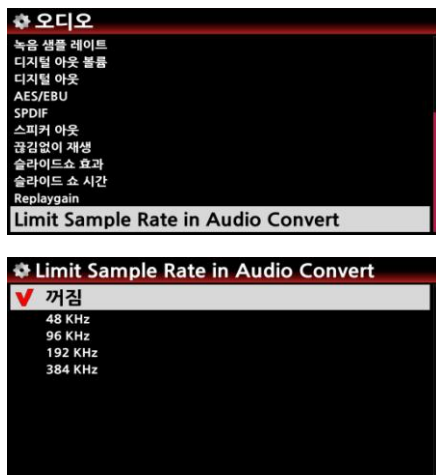 오디오
녹음 샘플 레이트
디지털 아웃 볼륨
디지털 아웃
AES/EBU
SPDIF
스피커 아웃
끊김없이 재생
슬라이드쇼 효과
슬라이드 쇼 시간
Replaygain
Limit Sample Rate in Audio Convert
Limit Sample Rate in Audio Convert
꺼짐
48 KHz
96 KHz
192 KHz
384 KHz